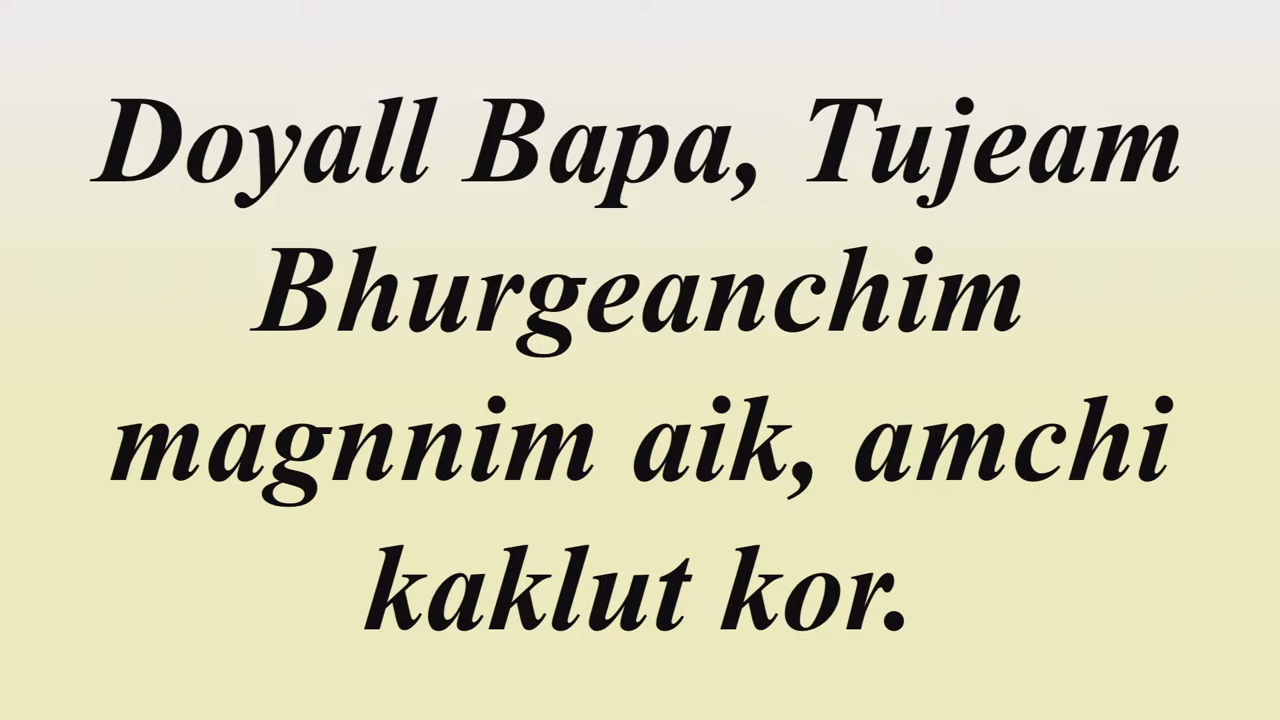 Doyall Bapa, Tujeam
Bhurgeanchim
magnnim aik, amchi
kaklut kor.